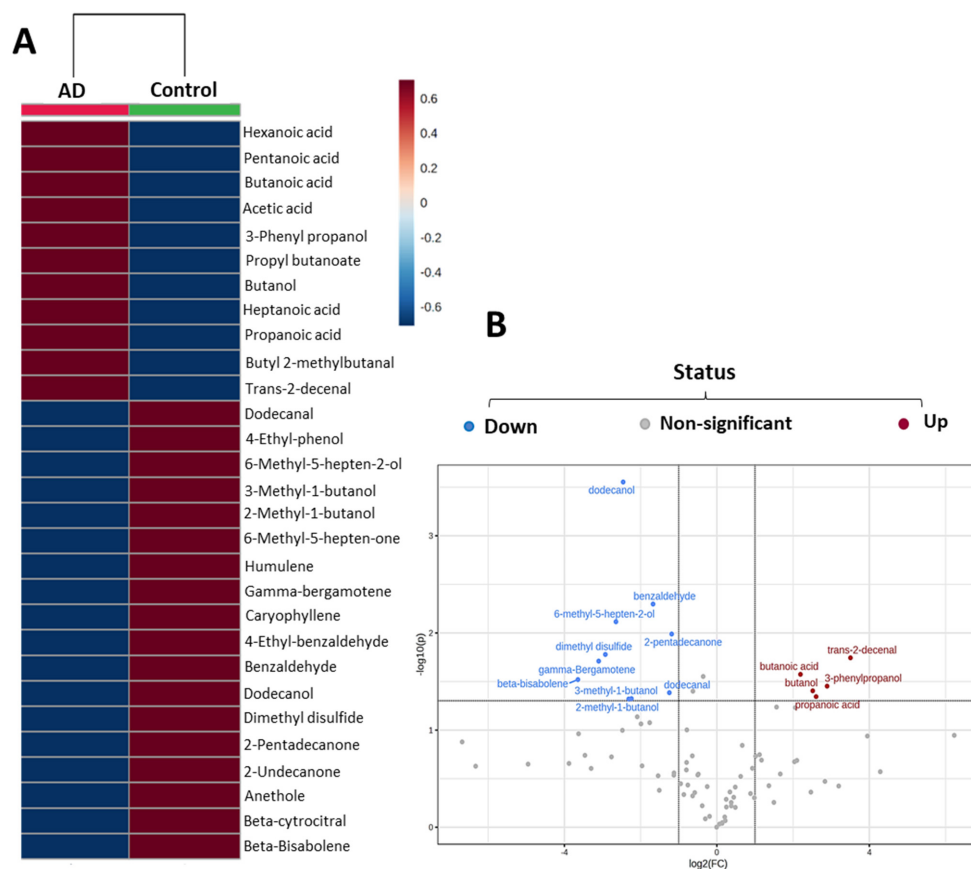 A
AD
Control
Hexanoic acid
Pentanoic acid
Butanoic acid
Acetic acid
3-Phenyl propanol
Propyl butanoate
Butanol
Heptanoic acid
Propanoic acid
Butyl 2-methylbutanal
Trans-2-decenal
Dodecanal
4-Ethyl-phenol
6-Methyl-5-hepten-2-ol
3-Methyl-1-butanol
2-Methyl-1-butanol
6-Methyl-5-hepten-one
Humulene
Gamma-bergamotene
Caryophyllene
4-Ethyl-benzaldehyde
Benzaldehyde
Dodecanol
Dimethyl disulfide
2-Pentadecanone
2-Undecanone
Anethole
Beta-cytrocitral
Beta-Bisabolene
0.6
0.4
0.2
0
-0.2
-0.4
-0.6
B
Status
Down
Non-significant
Up
dodecanol
benzaldehyde
6-methyl-5-hepten-2-ol
2-pentadecanone
dimethyl disulfide
gamma-Bergamotene
beta-bisabolene
3-methyl-1-butanol
dodecanal
2-methyl-1-butanol
trans-2-decenal
butanoic acid
3-phenylpropanol
butanol
propanoic acid
-log10(p)
3
2
1
0
-4
0
4
log2(FC)